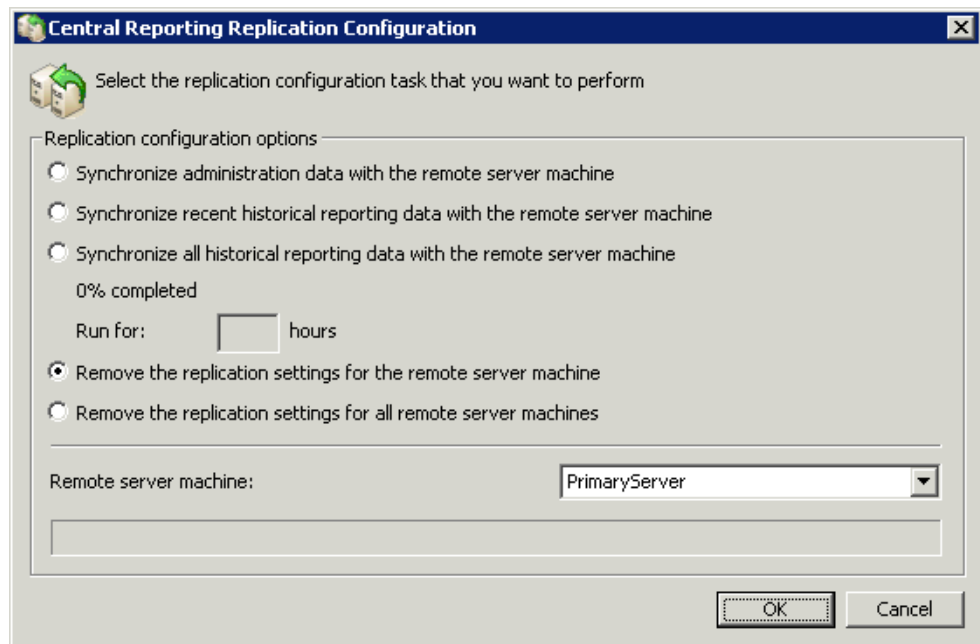 Central Reporting Replication Configuration
Select the replication configuration task that you want to perform
Replication configuration options
Synchronize administration data with the remote server machine
Synchronize recent historical reporting data with the remote server machine
Synchronize all historical reporting data with the remote server machine
0% completed
Run for: hours
Remove the replication settings for the remote server machine
Remove the replication settings for all remote server machines
Remote server machine: PrimaryServer
OK Cancel